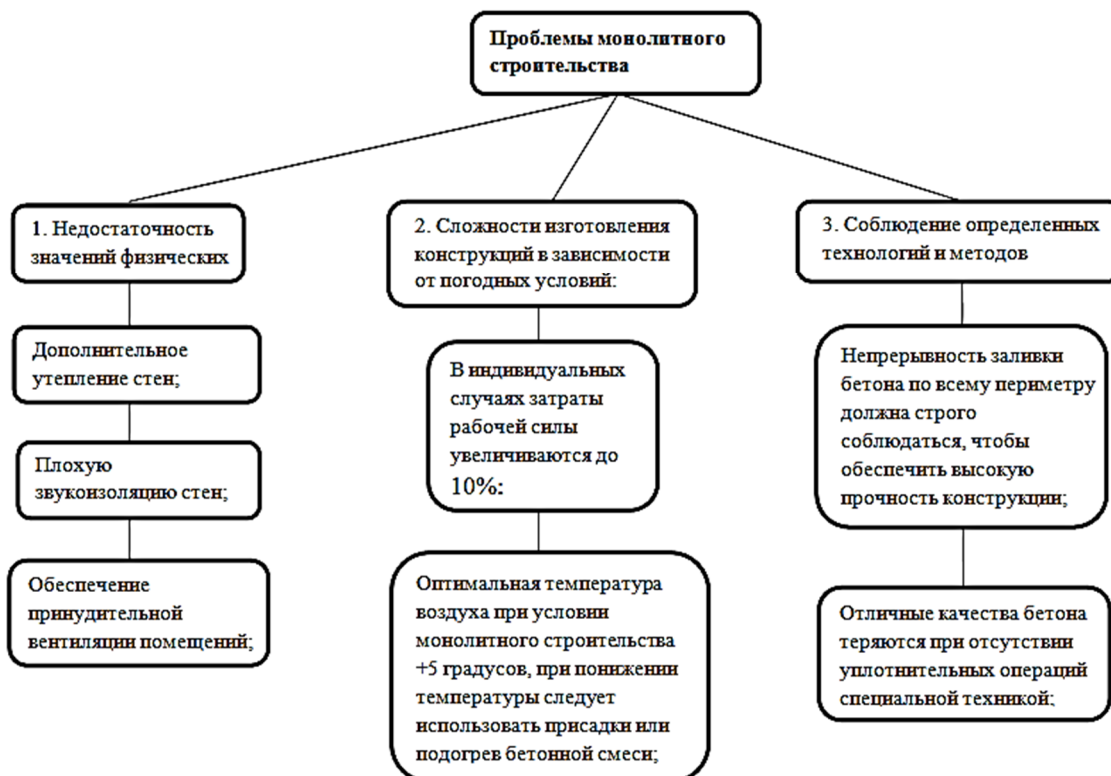 Проблемы монолитного
строительства
1. Недостаточность
значений физических
Дополнительное
утепление стен;
Плохую
звукоизоляцию стен;
Обеспечение
принудительной
вентиляции помещений;
2. Сложности изготовления
конструкций в зависимости
от погодных условий:
В индивидуальных
случаях затраты
рабочей силы
увеличиваются до
10%:
Оптимальная температура
воздуха при условии
монолитного строительства
+5 градусов, при понижении
температуры следует
использовать присадки или
подогрев бетонной смеси;
3. Соблюдение определенных
технологий и методов
Непрерывность заливки
бетона по всему периметру
должна строго
соблюдаться, чтобы
обеспечить высокую
прочность конструкции;
Отличные качества бетона
теряются при отсутствии
уплотнительных операций
специальной техникой;